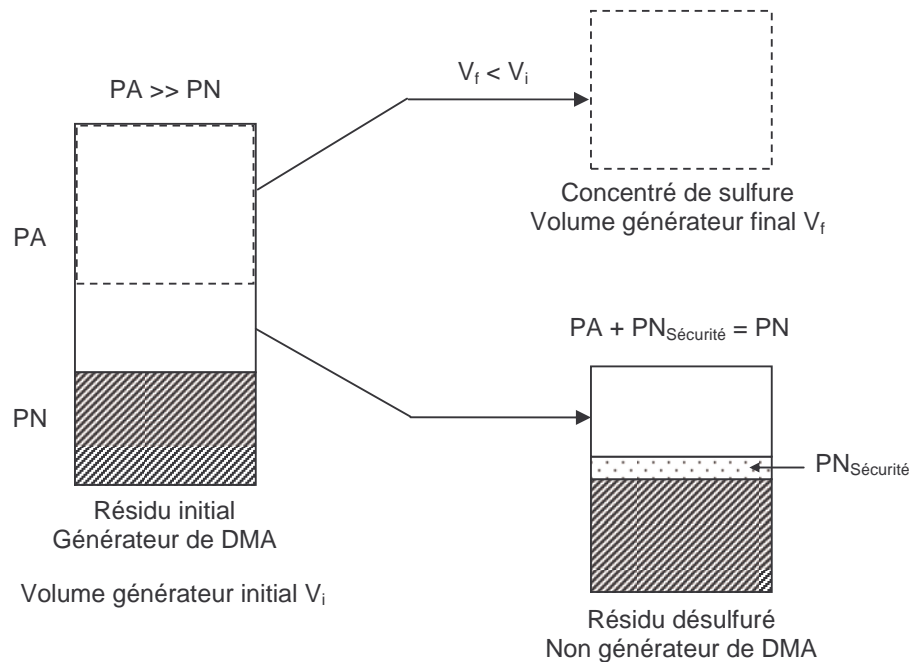 PA >> PN
PA
PN
Résidu initial
Générateur de DMA
Volume générateur initial Vi
Vf < Vi
Concentré de sulfure
Volume générateur final Vf
PA + PNSécurité = PN
PNSécurité
Résidu désulfuré
Non générateur de DMA